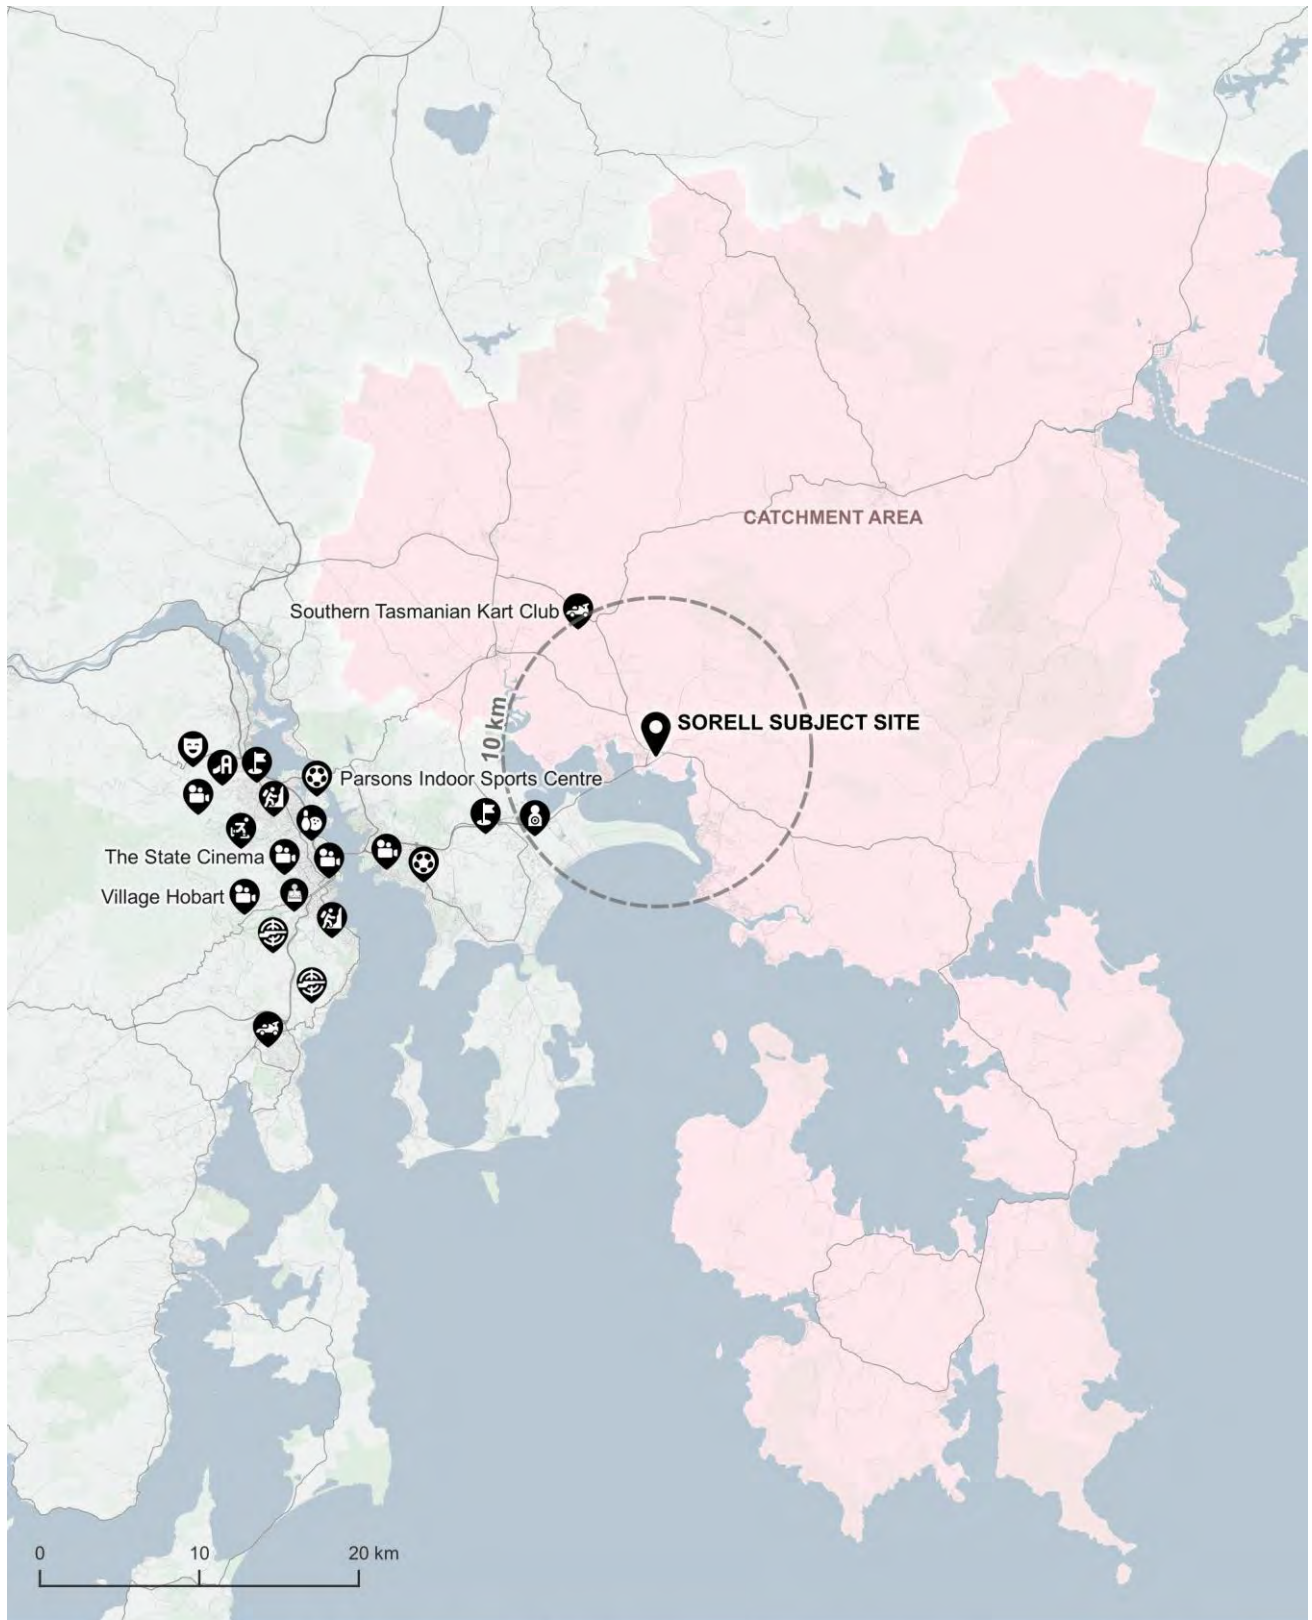 CATCHMENT AREA
Southern Tasmanian Kart Club
10 km
SORELL SUBJECT SITE
Parsons Indoor Sports Centre
The State Cinema
Village Hobart
0 10 20 km